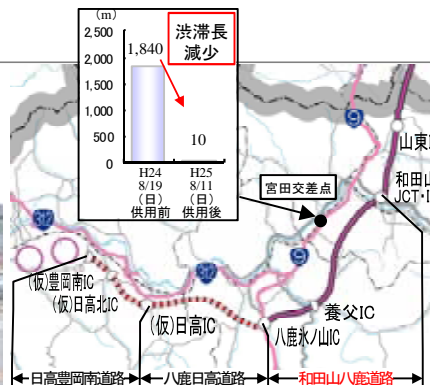 (m)
2,500
2,000
1,500
1,000
500
0
1,840
10
渋滞長
減少
H24
8/19
(日)
供用前
H25
8/11
(日)
供用後
宮田交差点
9
山東
和田山
JCT・I
312
312
9
(仮)豊岡南IC
(仮)日高北IC
(仮)日高IC
養父IC
八鹿氷ノ山IC
日高豊岡南道路
八鹿日高道路
和田山八鹿道路